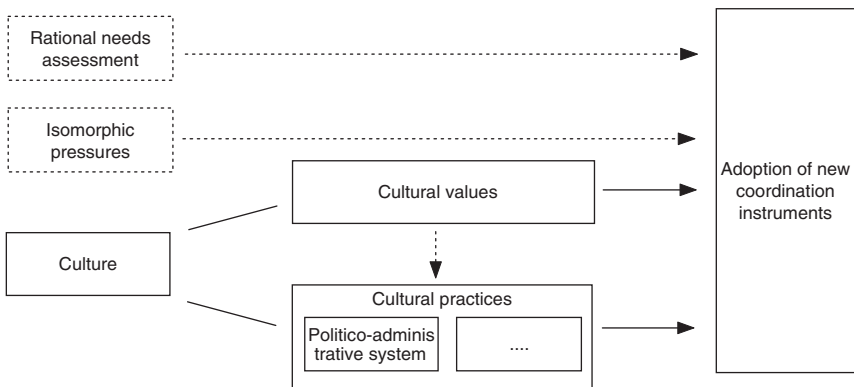 Rational needs
assessment
Isomorphic
pressures
Cultural values
Adoption of new
coordination
instruments
Culture
Cultural practices
Politico-adminis
trative system
....